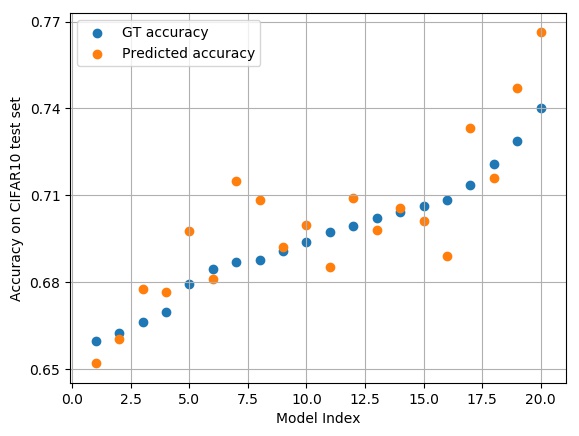 GT accuracy
Predicted accuracy
Accuracy on CIFAR10 test set
0.77
0.74
0.71
0.68
0.65
0.0 2.5 5.0 7.5 10.0 12.5 15.0 17.5 20.0
Model Index